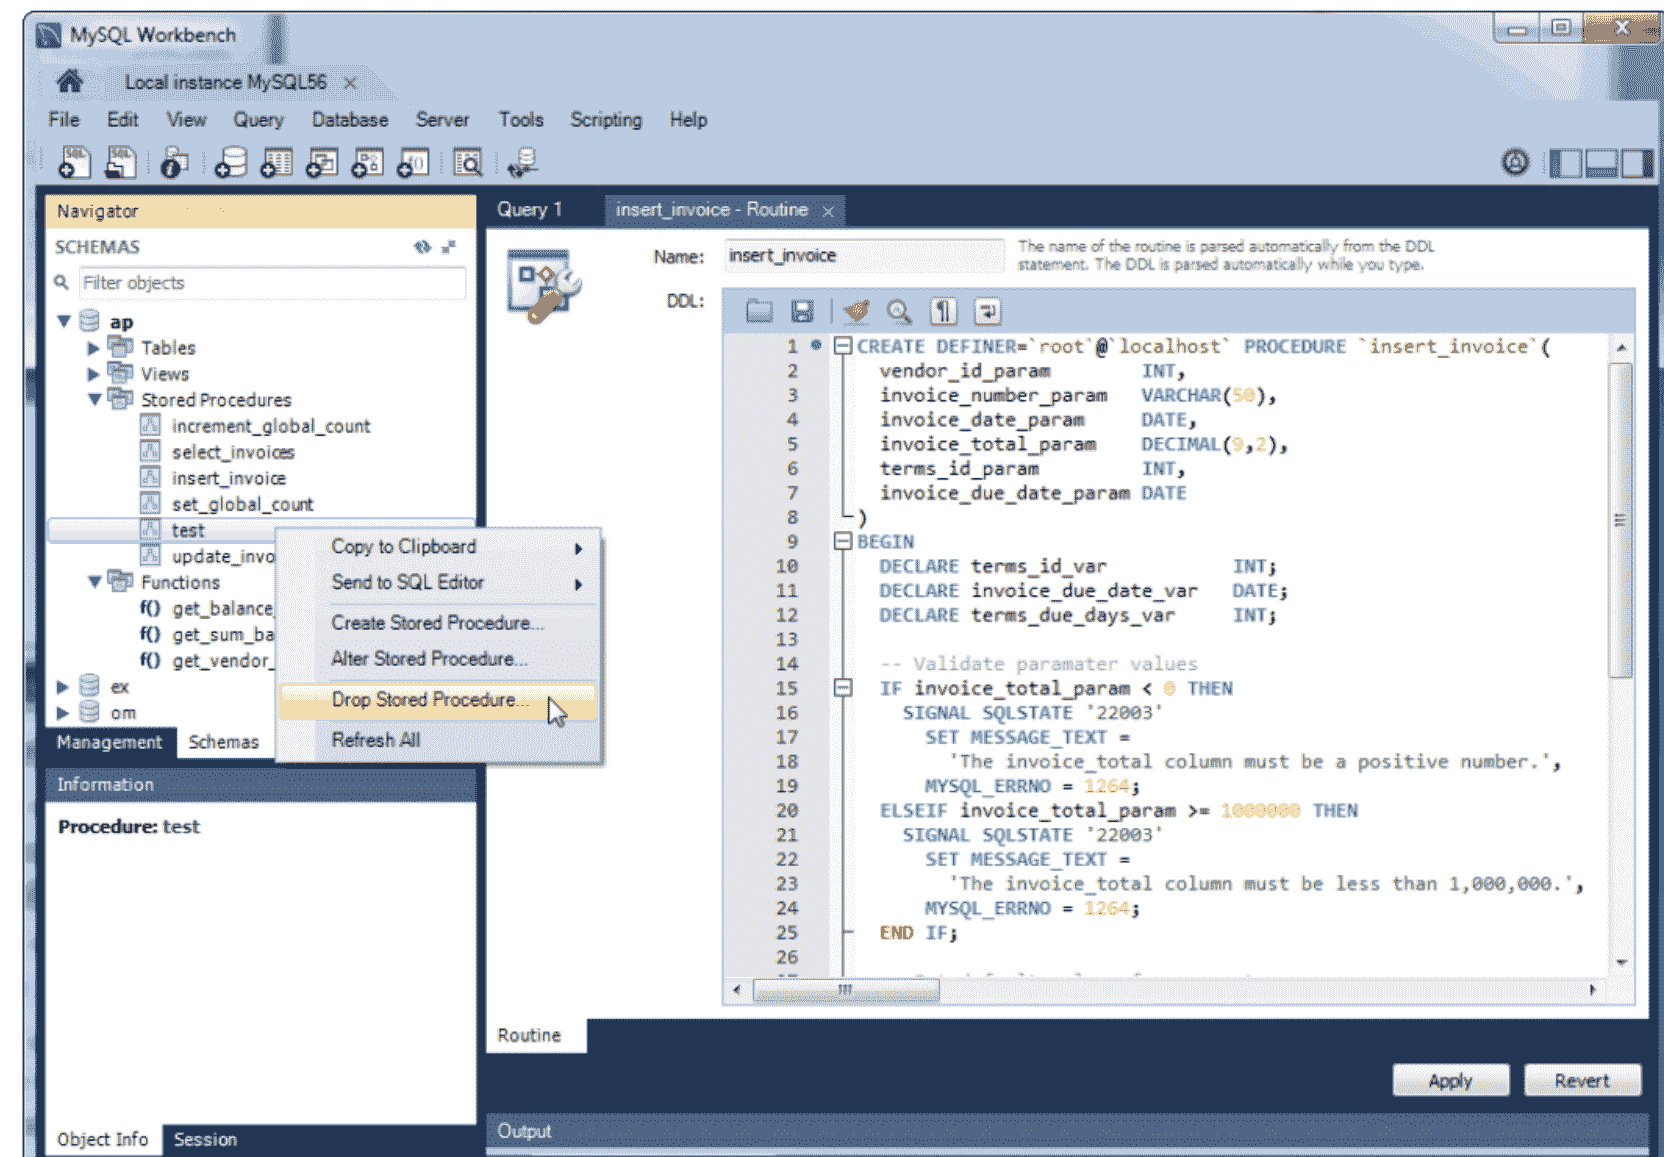 MySQL Workbench
Local instance MySQL56 ×
File Edit View Query Database Server Tools Scripting Help
Navigator
SCHEMAS
Filter objects
ap
Tables
Views
Stored Procedures
increment_global_count
select_invoices
insert_invoice
set_global_count
test
update_invo
Functions
f() get_balance_
f() get_sum_ba
f() get_vendor_
ex
om
Copy to Clipboard
Send to SQL Editor
Create Stored Procedure...
Alter Stored Procedure...
Drop Stored Procedure...
Refresh All
Management Schemas
Information
Procedure: test
Object Info Session
Query 1 insert_invoice - Routine ×
Name: insert_invoice
The name of the routine is parsed automatically from the DDL
statement. The DDL is parsed automatically while you type.
DDL:
1 CREATE DEFINER=`root`@`localhost` PROCEDURE `insert_invoice`(
2 vendor_id_param INT,
3 invoice_number_param VARCHAR(50),
4 invoice_date_param DATE,
5 invoice_total_param DECIMAL(9,2),
6 terms_id_param INT,
7 invoice_due_date_param DATE
8 )
9 BEGIN
10 DECLARE terms_id_var INT;
11 DECLARE invoice_due_date_var DATE;
12 DECLARE terms_due_days_var INT;
13
14 -- Validate paramater values
15 IF invoice_total_param < 0 THEN
16 SIGNAL SQLSTATE '22003'
17 SET MESSAGE_TEXT =
18 'The invoice_total column must be a positive number.',
19 MYSQL_ERRNO = 1264;
20 ELSEIF invoice_total_param >= 1000000 THEN
21 SIGNAL SQLSTATE '22003'
22 SET MESSAGE_TEXT =
23 'The invoice_total column must be less than 1,000,000.',
24 MYSQL_ERRNO = 1264;
25 END IF;
26
Routine
Apply Revert
Output